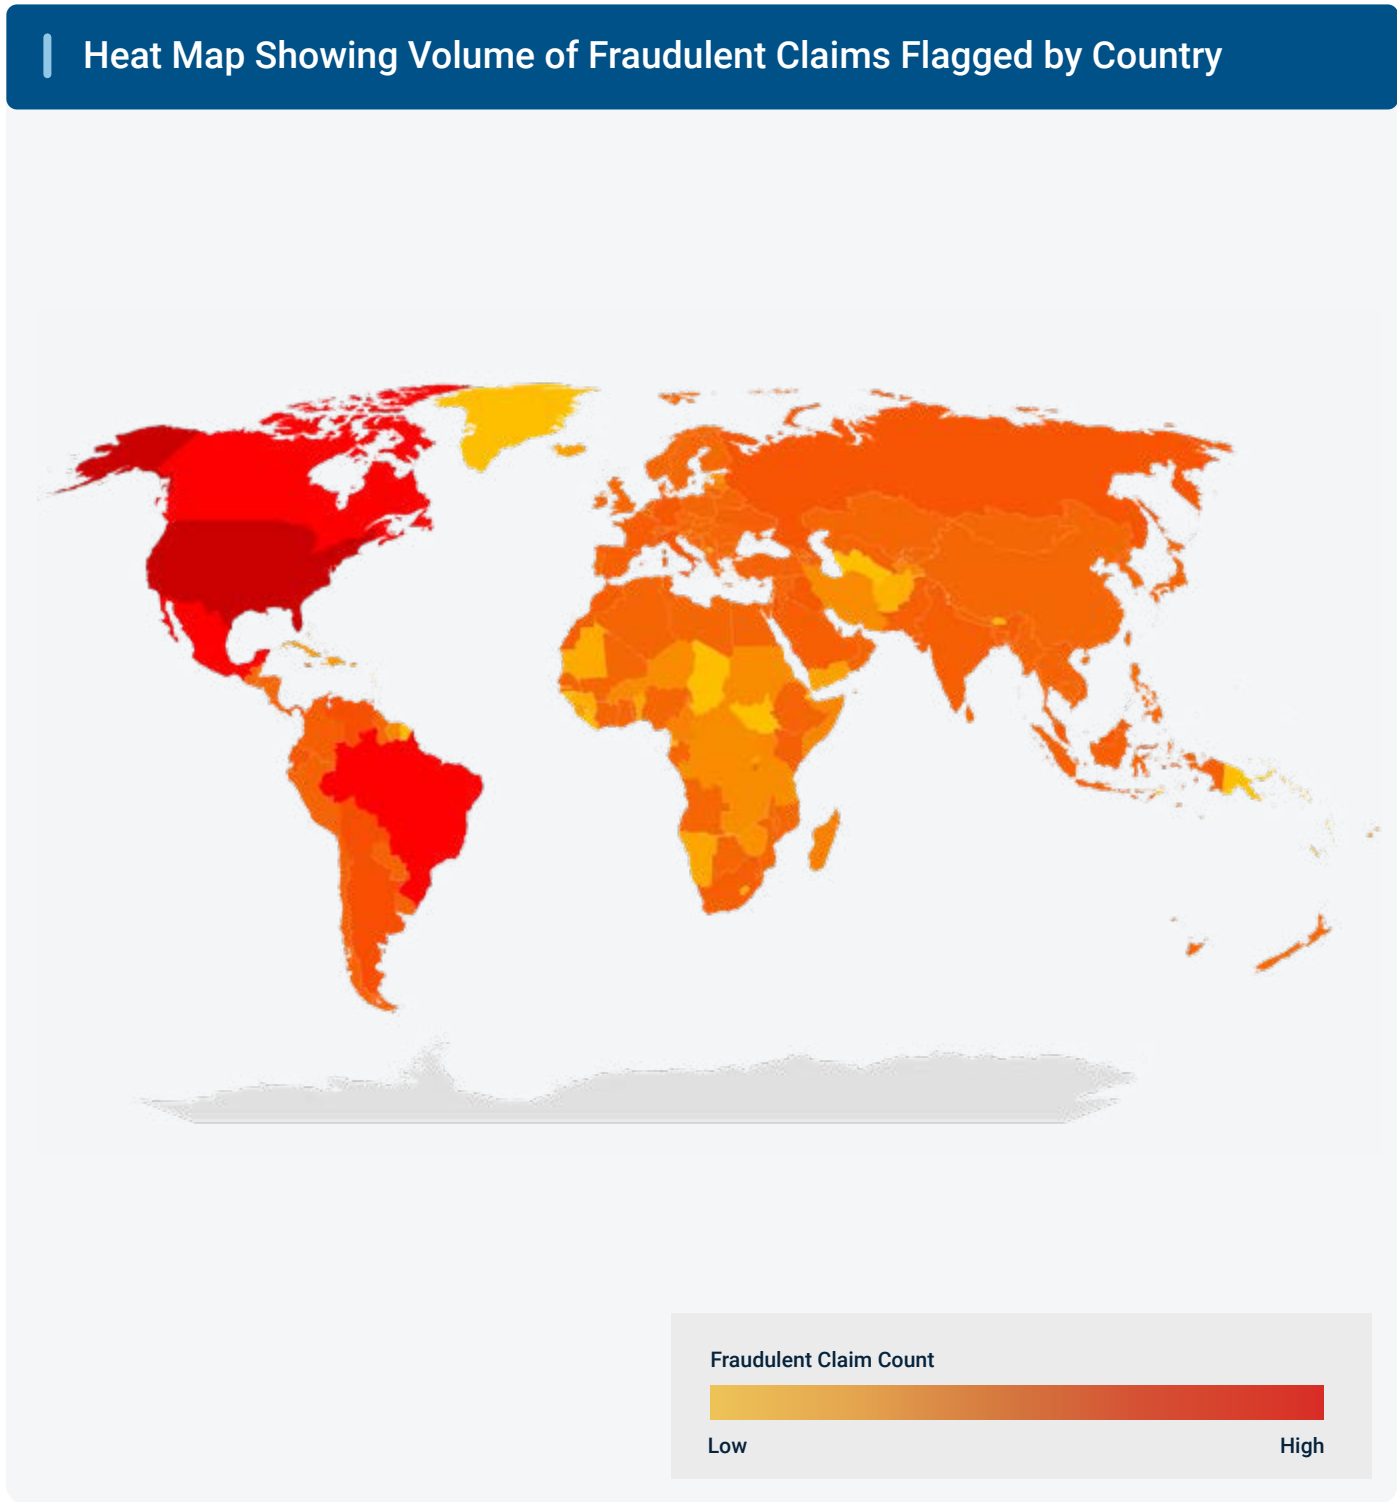 Heat Map Showing Volume of Fraudulent Claims Flagged by Country
Fraudulent Claim Count
Low High